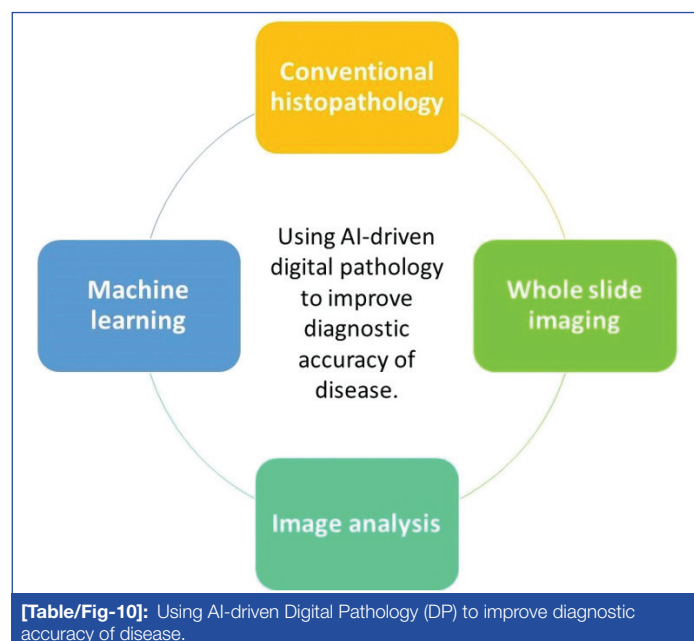 Conventional
histopathology
Using AI-driven
digital pathology
to improve
diagnostic
accuracy of
disease.
Machine
learning
Whole slide
imaging
Image analysis
[Table/Fig-10]: Using AI-driven Digital Pathology (DP) to improve diagnostic
accuracy of disease.